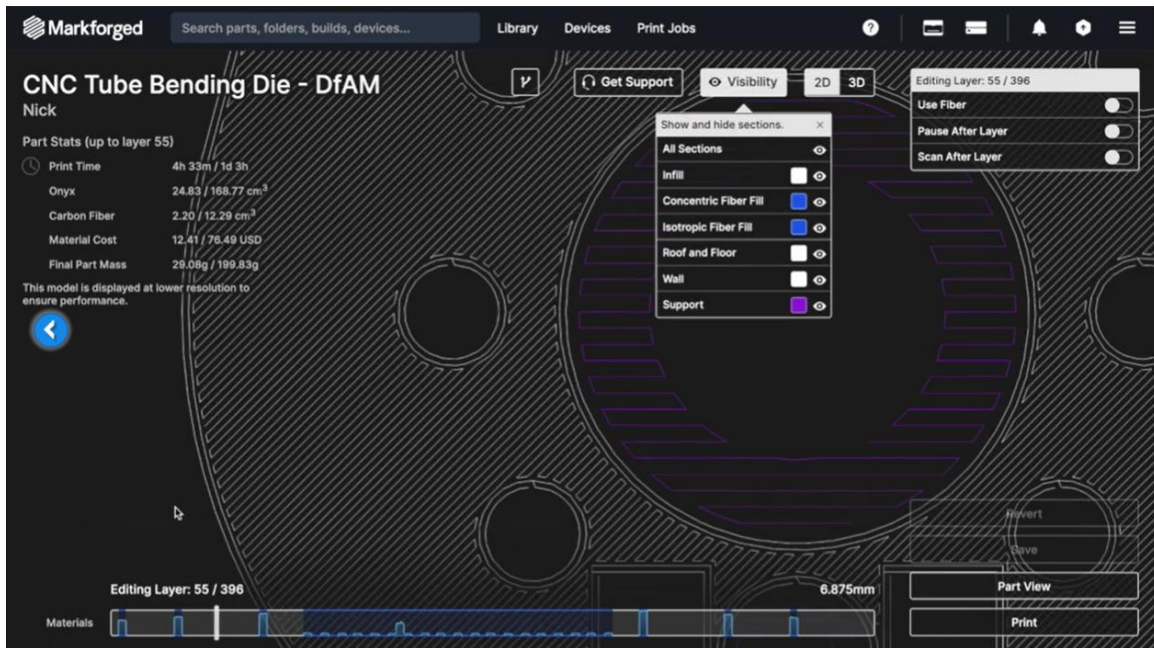 Markforged
Search parts, folders, builds, devices...
Library
Devices
Print Jobs
CNC Tube Bending Die - DfAM
Nick
Part Stats (up to layer 55)
Print Time 4h 33m / 1d 3h
Onyx 24.83 / 168.77 cm³
Carbon Fiber 2.20 / 12.29 cm³
Material Cost 12.41 / 76.49 USD
Final Part Mass 29.08g / 199.83g
This model is displayed at lower resolution to
ensure performance.
Get Support
Visibility
2D
3D
Show and hide sections. ×
All Sections
Infill
Concentric Fiber Fill
Isotropic Fiber Fill
Roof and Floor
Wall
Support
Editing Layer: 55 / 396
Use Fiber
Pause After Layer
Scan After Layer
Revert
Save
Part View
Print
Editing Layer: 55 / 396
6.875mm
Materials